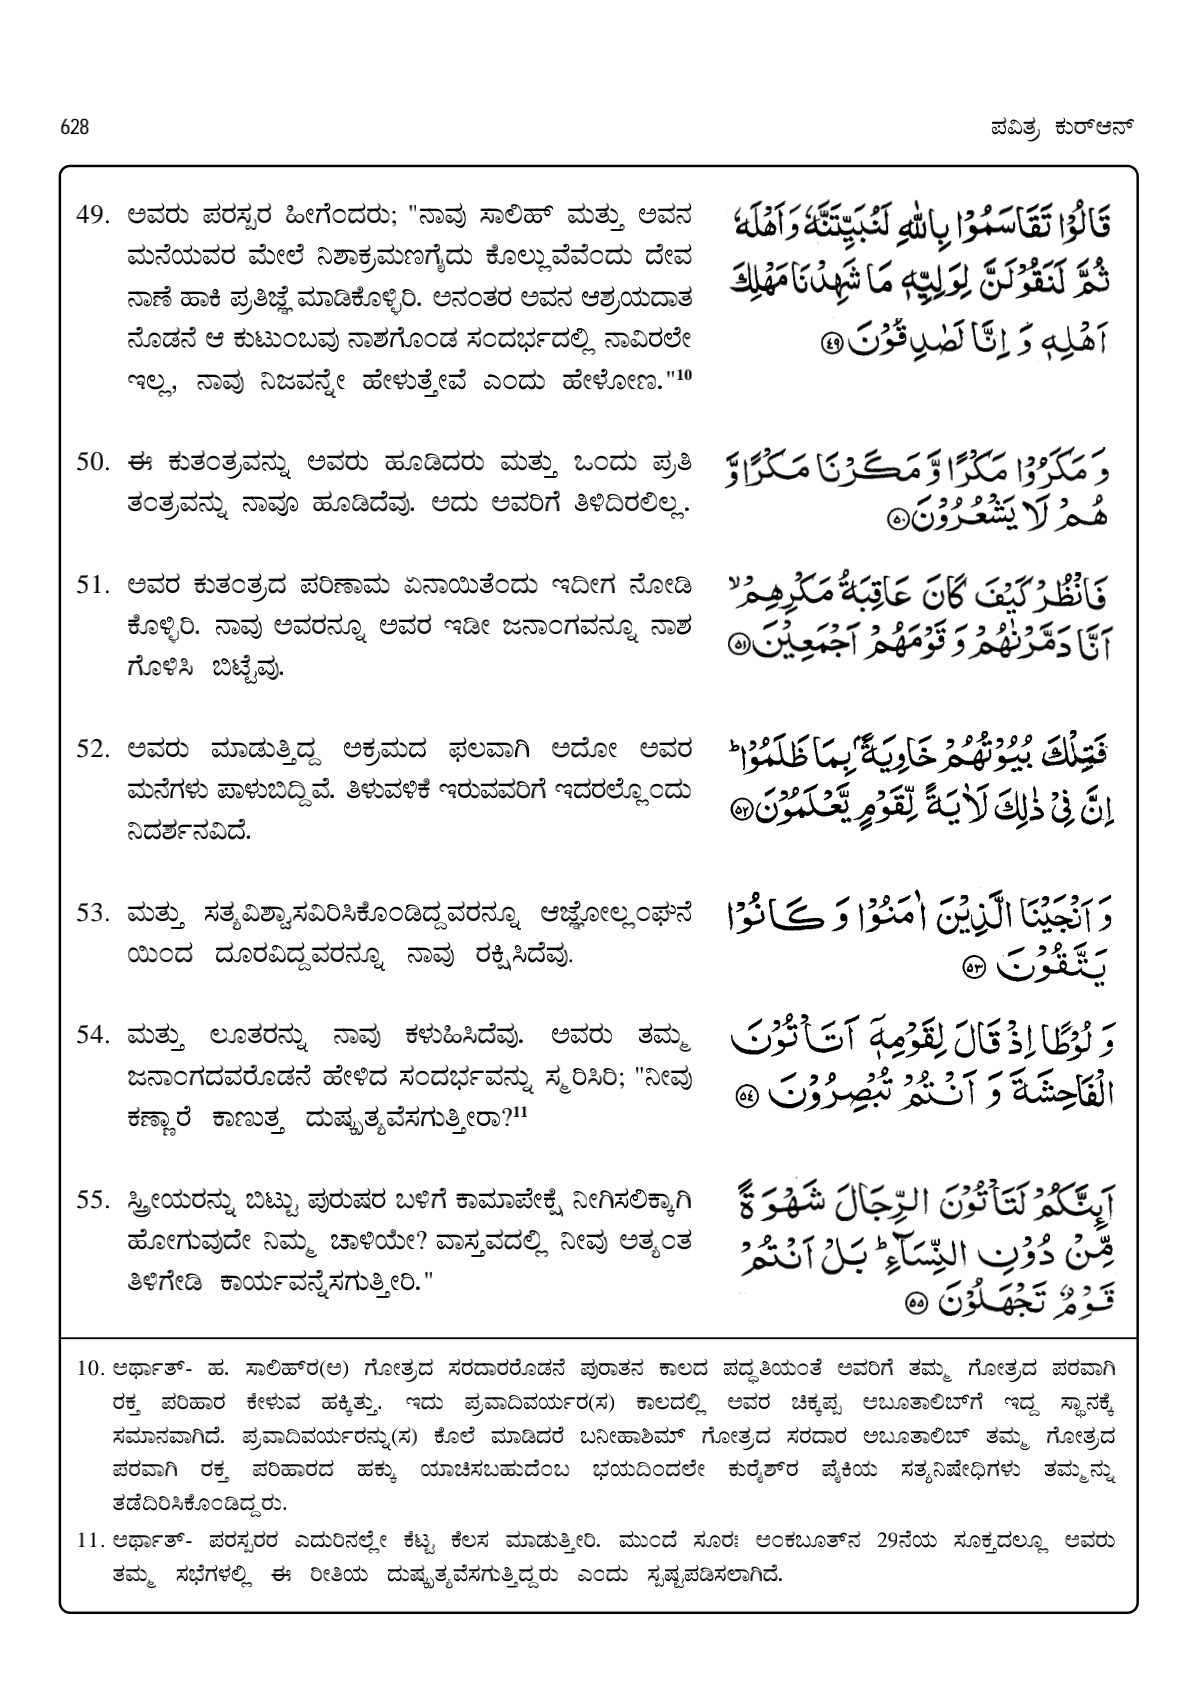 628
ಪವಿತ್ರ ಕುರ್‌ಆನ್
49. ಅವರು ಪರಸ್ಪರ ಹೀಗೆಂದರು; "ನಾವು ಸಾಲಿಹ್ ಮತ್ತು ಅವನ
ಮನೆಯವರ ಮೇಲೆ ನಿಶಾಕ್ರಮಣಗೈದು ಕೊಲ್ಲುವೆವೆಂದು ದೇವ
ನಾಣೆ ಹಾಕಿ ಪ್ರತಿಜ್ಞೆ ಮಾಡಿಕೊಳ್ಳಿರಿ. ಅನಂತರ ಅವನ ಆಶ್ರಯದಾತ
ನೊಡನೆ ಆ ಕುಟುಂಬವು ನಾಶಗೊಂಡ ಸಂದರ್ಭದಲ್ಲಿ ನಾವಿರಲೇ
ಇಲ್ಲ, ನಾವು ನಿಜವನ್ನೇ ಹೇಳುತ್ತೇವೆ ಎಂದು ಹೇಳೋಣ."¹⁰
قَالُوْا تَقَاسَمُوْا بِاللّٰهِ لَنُبَيِّتَنَّهٗ وَ اَهْلَهٗ
ثُمَّ لَنَقُوْلَنَّ لِوَلِيِّهٖ مَا شَهِدْنَا مَهْلِكَ
اَهْلِهٖ وَ اِنَّا لَصٰدِقُوْنَ ۝٤٩
50. ಈ ಕುತಂತ್ರವನ್ನು ಅವರು ಹೂಡಿದರು ಮತ್ತು ಒಂದು ಪ್ರತಿ
ತಂತ್ರವನ್ನು ನಾವೂ ಹೂಡಿದೆವು. ಅದು ಅವರಿಗೆ ತಿಳಿದಿರಲಿಲ್ಲ.
وَ مَكَرُوْا مَكْرًا وَّ مَكَرْنَا مَكْرًا وَّ
هُمْ لَا يَشْعُرُوْنَ ۝٥٠
51. ಅವರ ಕುತಂತ್ರದ ಪರಿಣಾಮ ಏನಾಯಿತೆಂದು ಇದೀಗ ನೋಡಿ
ಕೊಳ್ಳಿರಿ. ನಾವು ಅವರನ್ನೂ ಅವರ ಇಡೀ ಜನಾಂಗವನ್ನೂ ನಾಶ
ಗೊಳಿಸಿ ಬಿಟ್ಟೆವು.
فَانْظُرْ كَيْفَ كَانَ عَاقِبَةُ مَكْرِهِمْ ۙ
اَنَّا دَمَّرْنٰهُمْ وَ قَوْمَهُمْ اَجْمَعِيْنَ ۝٥١
52. ಅವರು ಮಾಡುತ್ತಿದ್ದ ಅಕ್ರಮದ ಫಲವಾಗಿ ಅದೋ ಅವರ
ಮನೆಗಳು ಪಾಳುಬಿದ್ದಿವೆ. ತಿಳುವಳಿಕೆ ಇರುವವರಿಗೆ ಇದರಲ್ಲೊಂದು
ನಿದರ್ಶನವಿದೆ.
فَتِلْكَ بُيُوْتُهُمْ خَاوِيَةًۢ بِمَا ظَلَمُوْا ؕ
اِنَّ فِيْ ذٰلِكَ لَاٰيَةً لِّقَوْمٍ يَّعْلَمُوْنَ ۝٥٢
53. ಮತ್ತು ಸತ್ಯವಿಶ್ವಾಸವಿರಿಸಿಕೊಂಡಿದ್ದವರನ್ನೂ ಆಜ್ಞೋಲ್ಲಂಘನೆ
ಯಿಂದ ದೂರವಿದ್ದವರನ್ನೂ ನಾವು ರಕ್ಷಿಸಿದೆವು.
وَ اَنْجَيْنَا الَّذِيْنَ اٰمَنُوْا وَ كَانُوْا
يَتَّقُوْنَ ۝٥٣
54. ಮತ್ತು ಲೂತರನ್ನು ನಾವು ಕಳುಹಿಸಿದೆವು. ಅವರು ತಮ್ಮ
ಜನಾಂಗದವರೊಡನೆ ಹೇಳಿದ ಸಂದರ್ಭವನ್ನು ಸ್ಮರಿಸಿರಿ; "ನೀವು
ಕಣ್ಣಾರೆ ಕಾಣುತ್ತ ದುಷ್ಕೃತ್ಯವೆಸಗುತ್ತೀರಾ?¹¹
وَ لُوْطًا اِذْ قَالَ لِقَوْمِهٖۤ اَتَاْتُوْنَ
الْفَاحِشَةَ وَ اَنْتُمْ تُبْصِرُوْنَ ۝٥٤
55. ಸ್ತ್ರೀಯರನ್ನು ಬಿಟ್ಟು ಪುರುಷರ ಬಳಿಗೆ ಕಾಮಾಪೇಕ್ಷೆ ನೀಗಿಸಲಿಕ್ಕಾಗಿ
ಹೋಗುವುದೇ ನಿಮ್ಮ ಚಾಳಿಯೇ? ವಾಸ್ತವದಲ್ಲಿ ನೀವು ಅತ್ಯಂತ
ತಿಳಿಗೇಡಿ ಕಾರ್ಯವನ್ನೆಸಗುತ್ತೀರಿ."
اَئِنَّكُمْ لَتَاْتُوْنَ الرِّجَالَ شَهْوَةً
مِّنْ دُوْنِ النِّسَآءِ ؕ بَلْ اَنْتُمْ
قَوْمٌ تَجْهَلُوْنَ ۝٥٥
10. ಅರ್ಥಾತ್- ಹ. ಸಾಲಿಹ್‌ರ(ಅ) ಗೋತ್ರದ ಸರದಾರರೊಡನೆ ಪುರಾತನ ಕಾಲದ ಪದ್ಧತಿಯಂತೆ ಅವರಿಗೆ ತಮ್ಮ ಗೋತ್ರದ ಪರವಾಗಿ
ರಕ್ತ ಪರಿಹಾರ ಕೇಳುವ ಹಕ್ಕಿತ್ತು. ಇದು ಪ್ರವಾದಿವರ್ಯರ(ಸ) ಕಾಲದಲ್ಲಿ ಅವರ ಚಿಕ್ಕಪ್ಪ ಅಬೂತಾಲಿಬ್‌ಗೆ ಇದ್ದ ಸ್ಥಾನಕ್ಕೆ
ಸಮಾನವಾಗಿದೆ. ಪ್ರವಾದಿವರ್ಯರನ್ನು(ಸ) ಕೊಲೆ ಮಾಡಿದರೆ ಬನೀಹಾಶಿಮ್ ಗೋತ್ರದ ಸರದಾರ ಅಬೂತಾಲಿಬ್ ತಮ್ಮ ಗೋತ್ರದ
ಪರವಾಗಿ ರಕ್ತ ಪರಿಹಾರದ ಹಕ್ಕು ಯಾಚಿಸಬಹುದೆಂಬ ಭಯದಿಂದಲೇ ಕುರೈಶ್‌ರ ಪೈಕಿಯ ಸತ್ಯನಿಷೇಧಿಗಳು ತಮ್ಮನ್ನು
ತಡೆದಿರಿಸಿಕೊಂಡಿದ್ದರು.
11. ಅರ್ಥಾತ್- ಪರಸ್ಪರರ ಎದುರಿನಲ್ಲೇ ಕೆಟ್ಟ ಕೆಲಸ ಮಾಡುತ್ತೀರಿ. ಮುಂದೆ ಸೂರಃ ಅಂಕಬೂತ್‌ನ 29ನೆಯ ಸೂಕ್ತದಲ್ಲೂ ಅವರು
ತಮ್ಮ ಸಭೆಗಳಲ್ಲಿ ಈ ರೀತಿಯ ದುಷ್ಕೃತ್ಯವೆಸಗುತ್ತಿದ್ದರು ಎಂದು ಸ್ಪಷ್ಟಪಡಿಸಲಾಗಿದೆ.